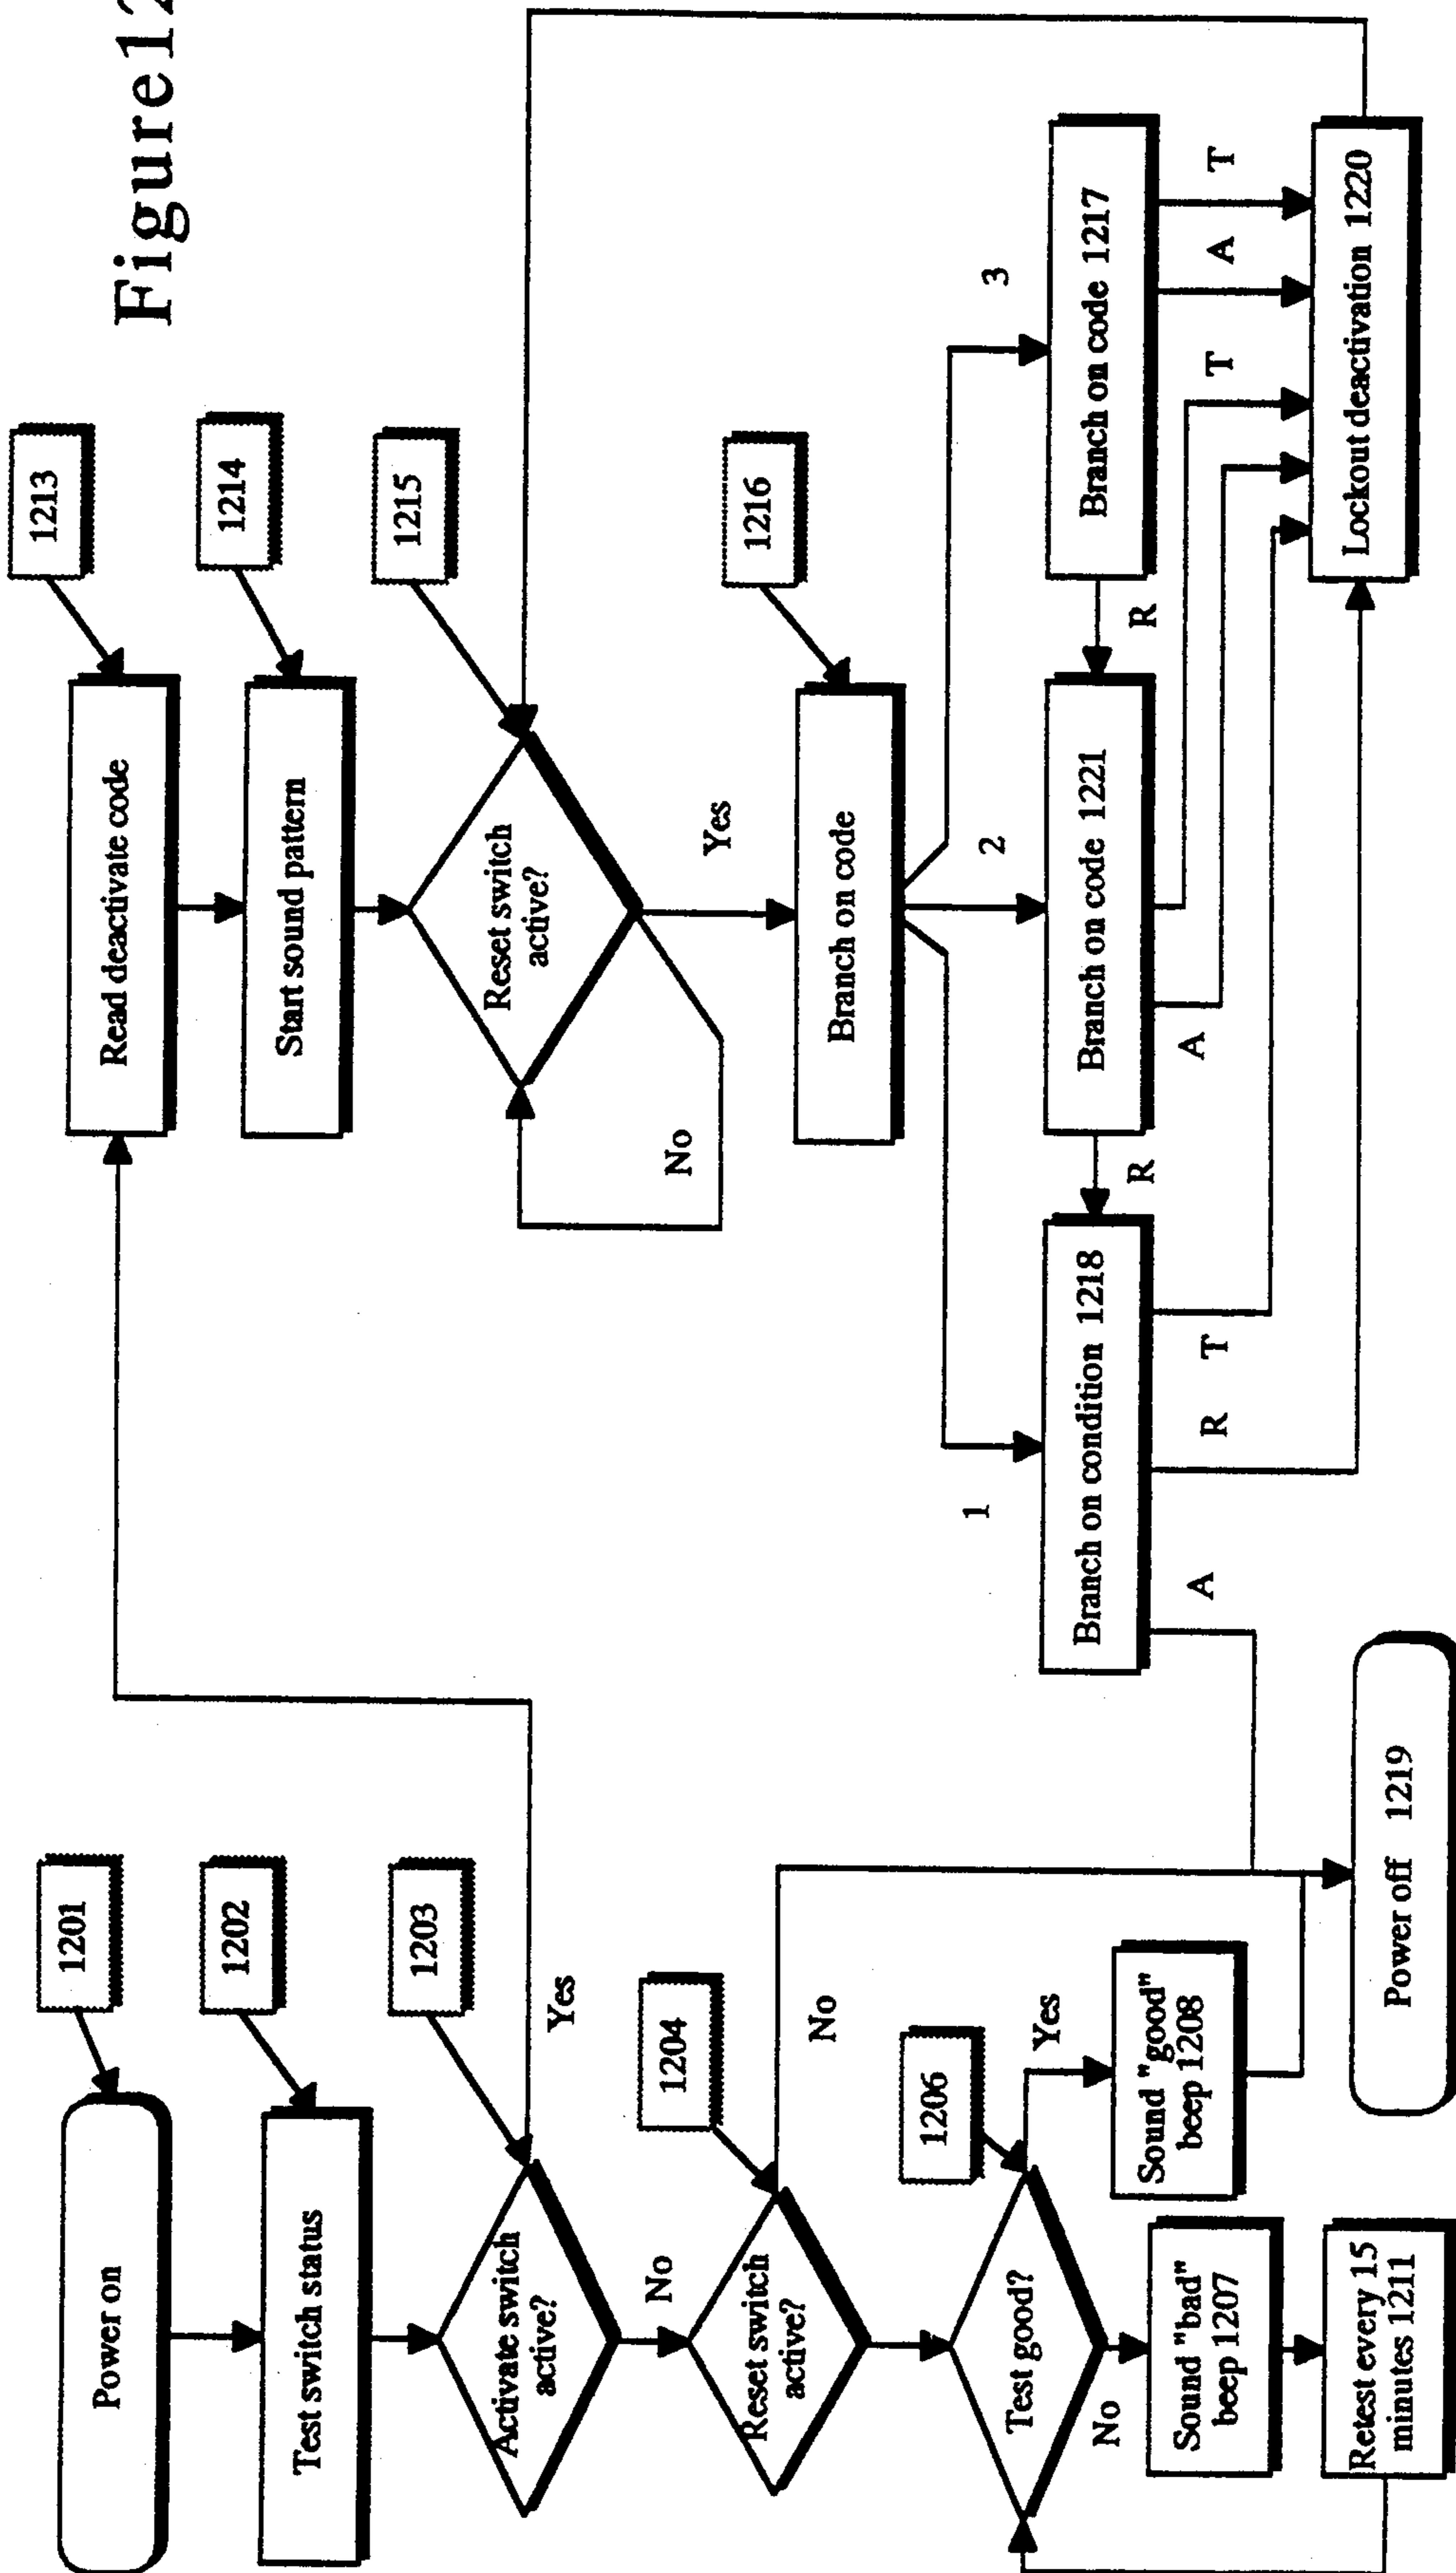 Figure12
1201
Power on
1202
Test switch status
1203
Activate switch
active?
Yes
No
1204
Reset switch
active?
No
1206
Test good?
Yes
No
Sound "good"
beep 1208
Sound "bad"
beep 1207
Retest every 15
minutes 1211
Power off 1219
1213
Read deactivate code
1214
Start sound pattern
1215
Reset switch
active?
No
Yes
1216
Branch on code
1
2
3
Branch on condition 1218
R
Branch on code 1221
R
Branch on code 1217
A
R
T
A
T
A
T
Lockout deactivation 1220